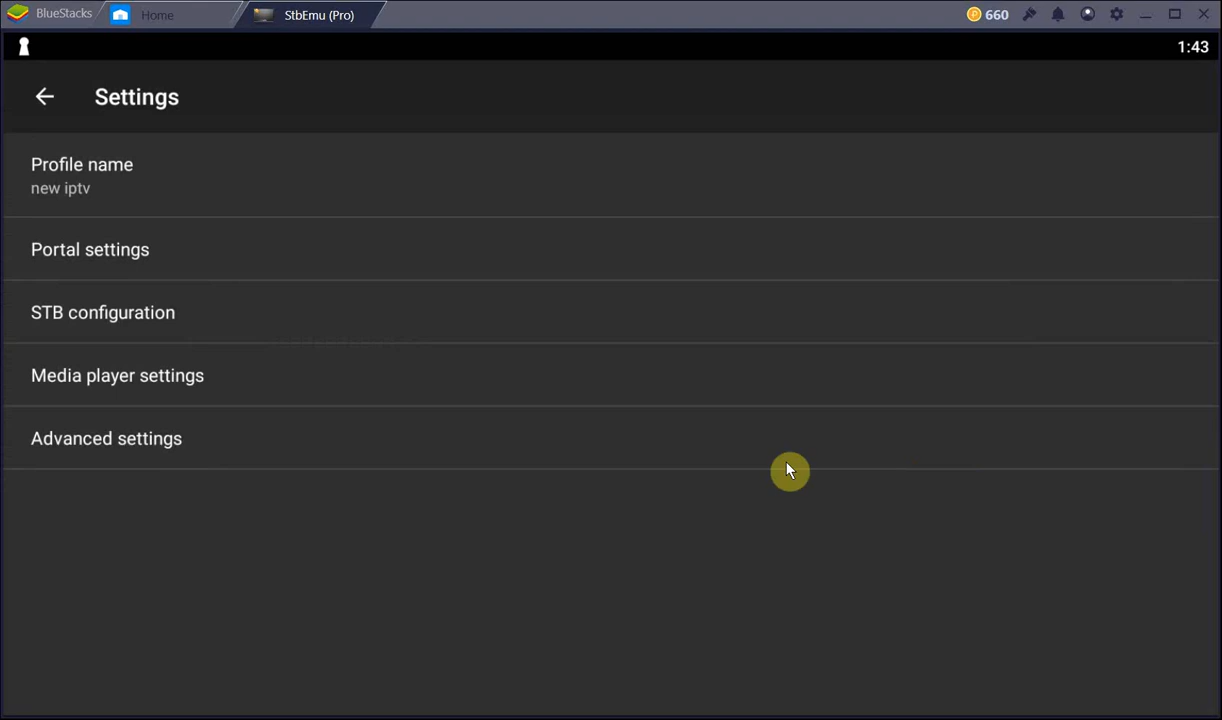 BlueStacks
Home
StbEmu (Pro)
660
1:43
Settings
Profile name
new iptv
Portal settings
STB configuration
Media player settings
Advanced settings